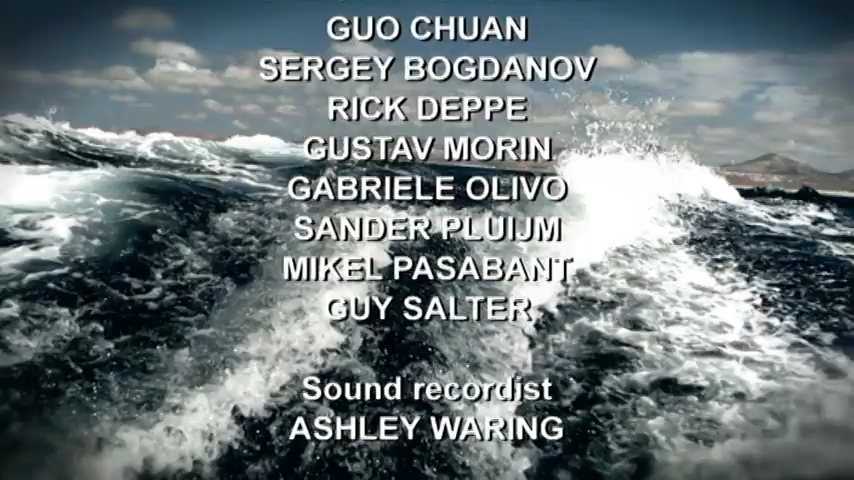 GUO CHUAN
SERGEY BOGDANOV
RICK DEPPE
GUSTAV MORIN
GABRIELE OLIVO
SANDER PLUIJM
MIKEL PASABANT
GUY SALTER
Sound recordist
ASHLEY WARING